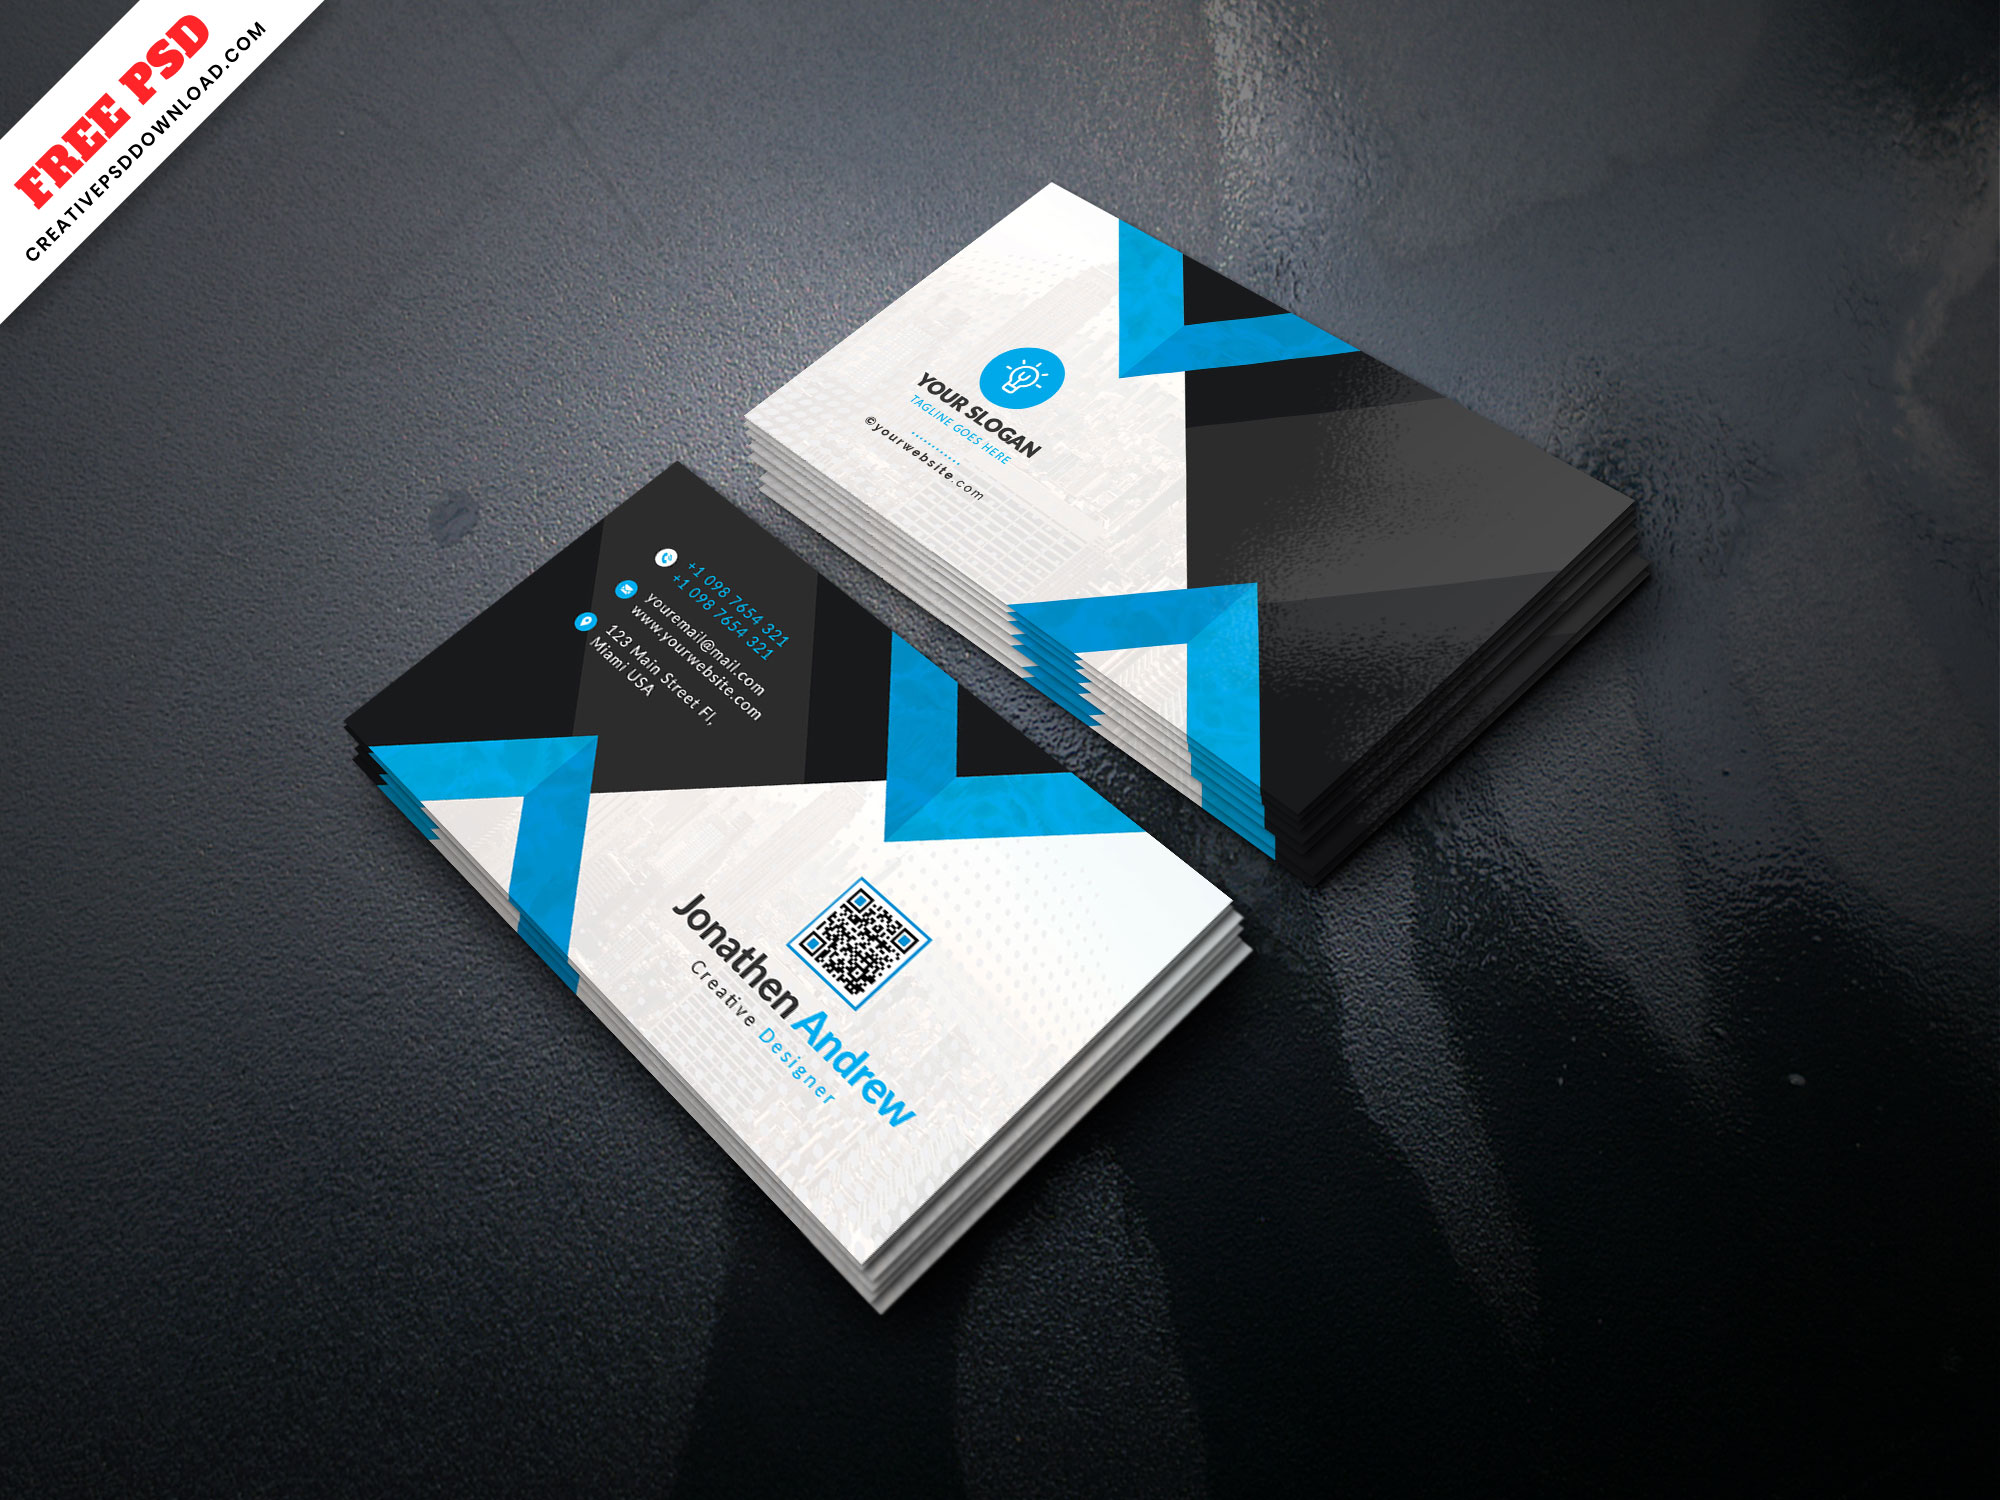 FREE PSD
CREATIVEPSDDOWNLOAD.COM
YOUR SLOGAN
TAGLINE GOES HERE
©yourwebsite.com
+1 098 7654 321
+1 098 7654 321
youremail@mail.com
www.yourwebsite.com
123 Main Street Fl,
Miami USA
Jonathen Andrew
Creative Designer